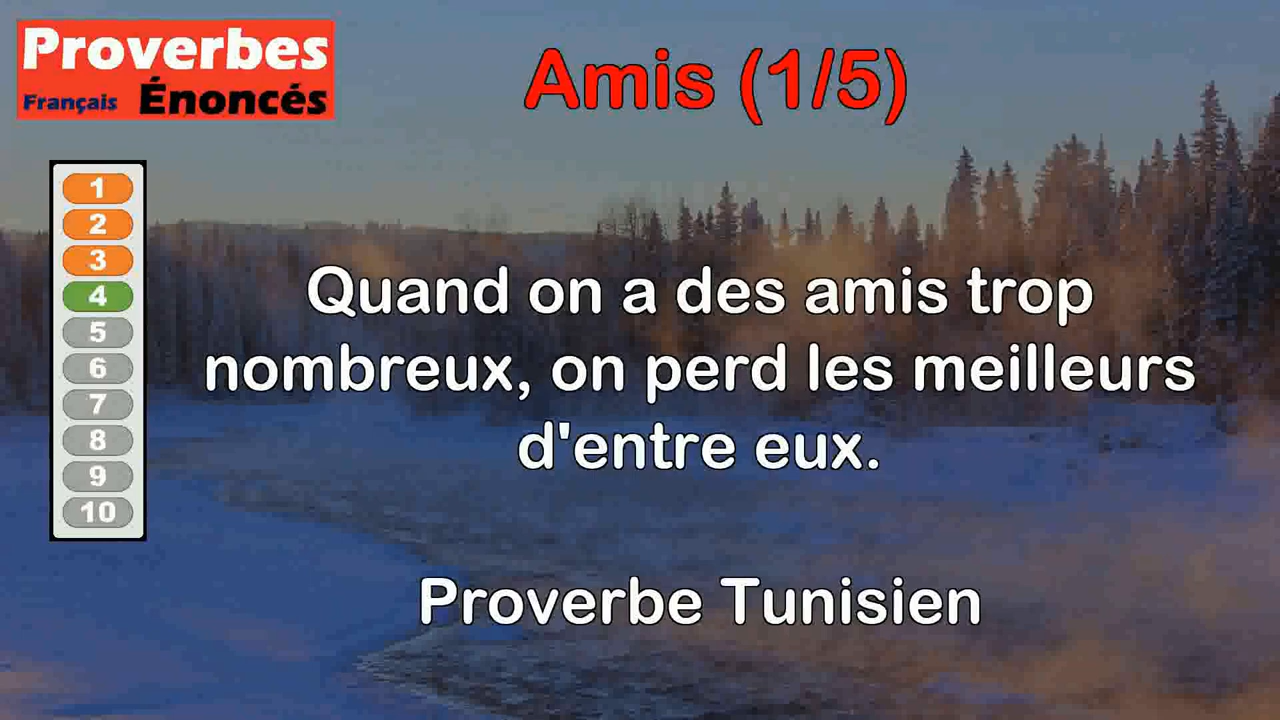 Proverbes
Français Énoncés
Amis (1/5)
1
2
3
4
5
6
7
8
9
10
Quand on a des amis trop
nombreux, on perd les meilleurs
d'entre eux.
Proverbe Tunisien